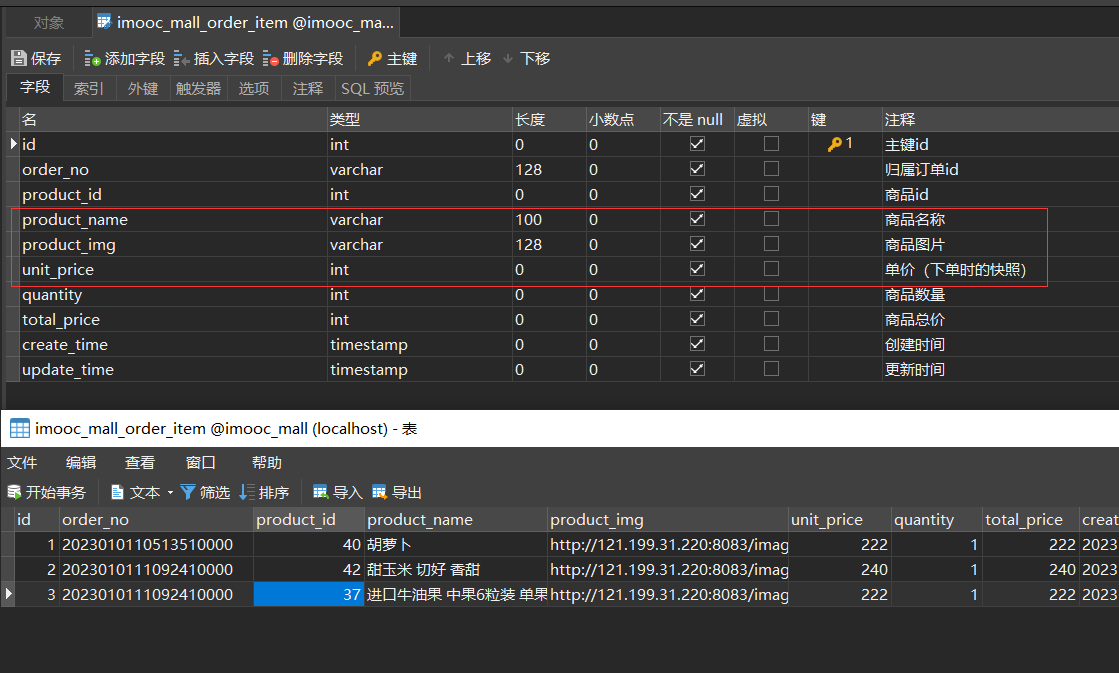 对象 imooc_mall_order_item @imooc_ma...
保存 添加字段 插入字段 删除字段 主键 上移 下移
字段 索引 外键 触发器 选项 注释 SQL 预览
名 类型 长度 小数点 不是 null 虚拟 键 注释
id int 0 0 1 主键id
order_no varchar 128 0 归属订单id
product_id int 0 0 商品id
product_name varchar 100 0 商品名称
product_img varchar 128 0 商品图片
unit_price int 0 0 单价（下单时的快照)
quantity int 0 0 商品数量
total_price int 0 0 商品总价
create_time timestamp 0 0 创建时间
update_time timestamp 0 0 更新时间
imooc_mall_order_item @imooc_mall (localhost) - 表
文件 编辑 查看 窗口 帮助
开始事务 文本 筛选 排序 导入 导出
id order_no product_id product_name product_img unit_price quantity total_price creat
1 2023010110513510000 40 胡萝卜 http://121.199.31.220:8083/imag 222 1 222 2023
2 2023010111092410000 42 甜玉米 切好 香甜 http://121.199.31.220:8083/imag 240 1 240 2023
3 2023010111092410000 37 进口牛油果 中果6粒装 单果 http://121.199.31.220:8083/imag 222 1 222 2023